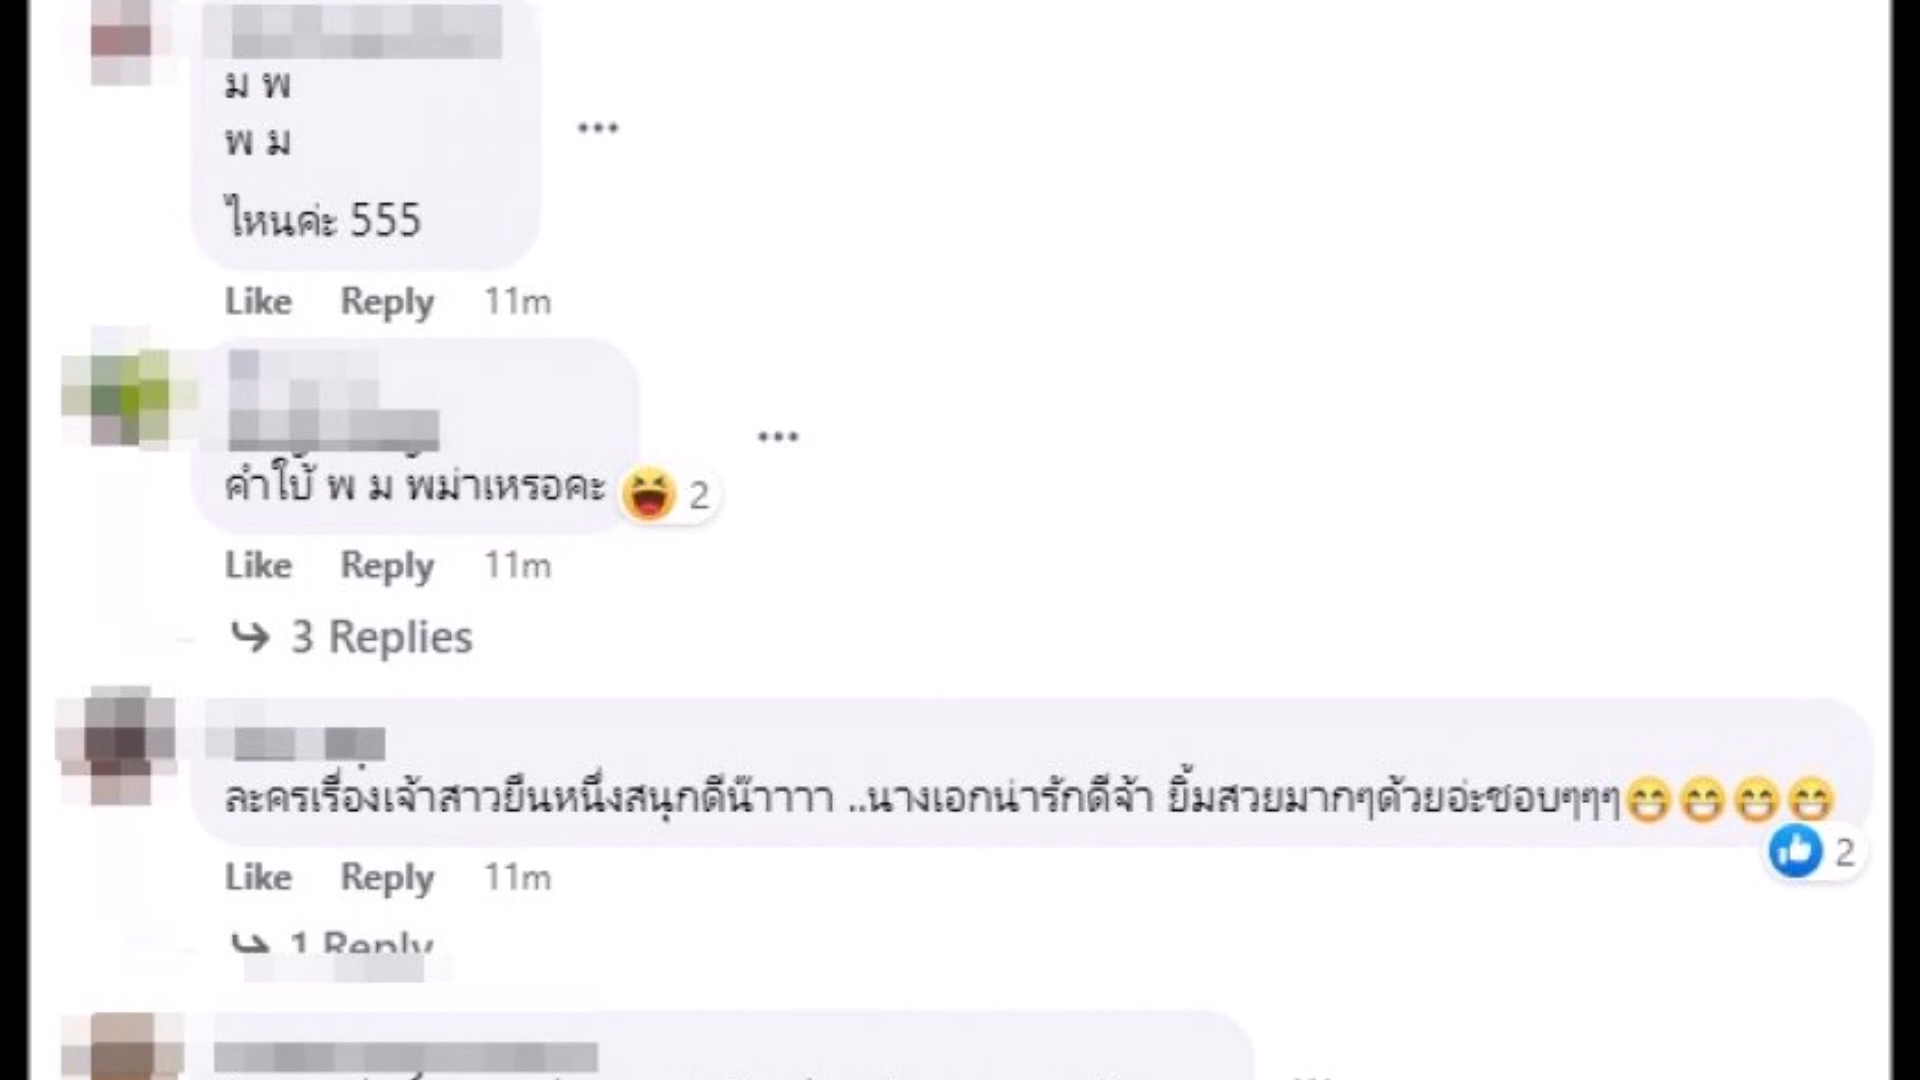 ม พ
พ ม
ไหนค่ะ 555
Like Reply 11m
คำใบ้ พ ม พม่าเหรอคะ
2
Like Reply 11m
3 Replies
ละครเรื่องเจ้าสาวยืนหนึ่งสนุกดีน๊าาาา ..นางเอกน่ารักดีจ้า ยิ้มสวยมากๆด้วยอ่ะชอบๆๆๆ😁😁😁😁
2
Like Reply 11m
1 Reply